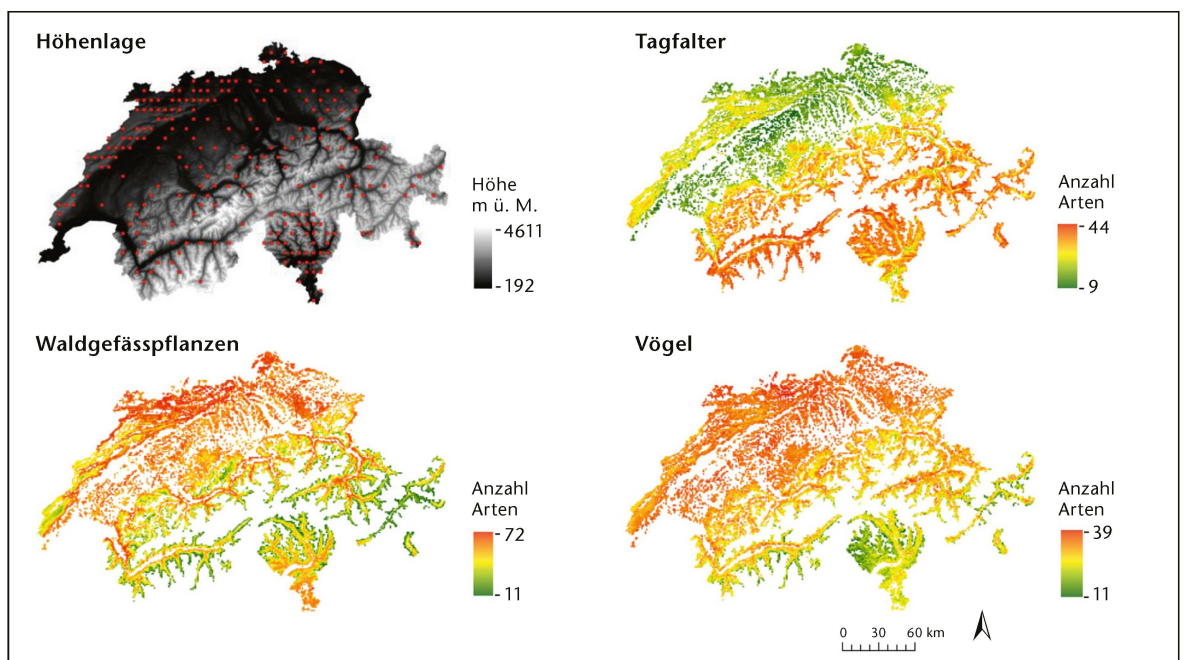 Höhenlage
Höhe
m ü. M.
-4611
-192
Tagfalter
Anzahl
Arten
-44
-9
Waldgefässpflanzen
Anzahl
Arten
-72
-11
Vögel
Anzahl
Arten
-39
-11
0 30 60 km